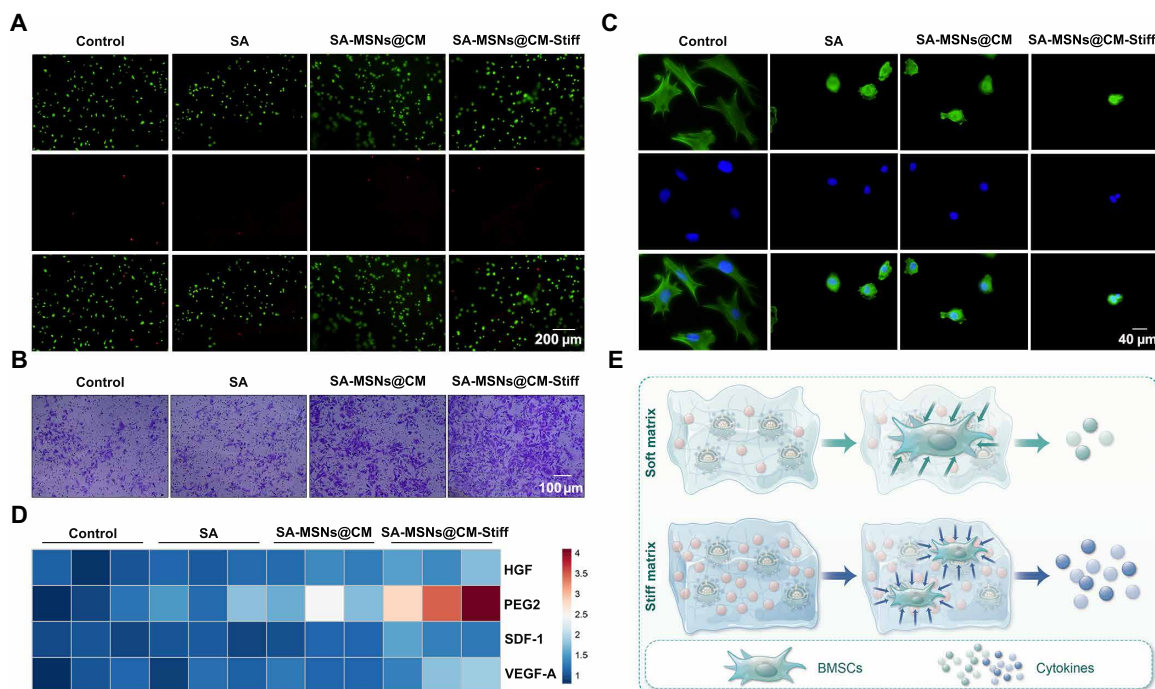 A
Control SA SA-MSNs@CM SA-MSNs@CM-Stiff
200 μm
B
Control SA SA-MSNs@CM SA-MSNs@CM-Stiff
100 μm
C
Control SA SA-MSNs@CM SA-MSNs@CM-Stiff
40 μm
D
Control SA SA-MSNs@CM SA-MSNs@CM-Stiff
HGF
PEG2
SDF-1
VEGF-A
4
3.5
3
2.5
2
1.5
1
E
Soft matrix
Stiff matrix
BMSCs
Cytokines